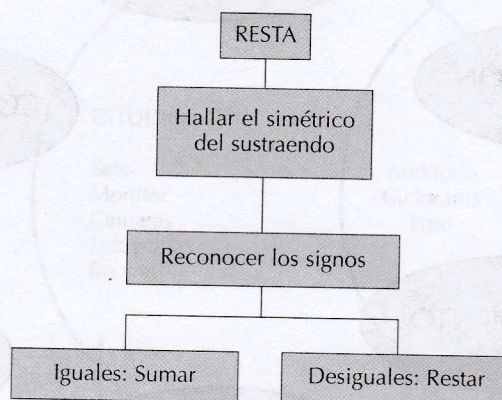 RESTA
Hallar el simétrico
del sustraendo
Reconocer los signos
Iguales: Sumar
Desiguales: Restar